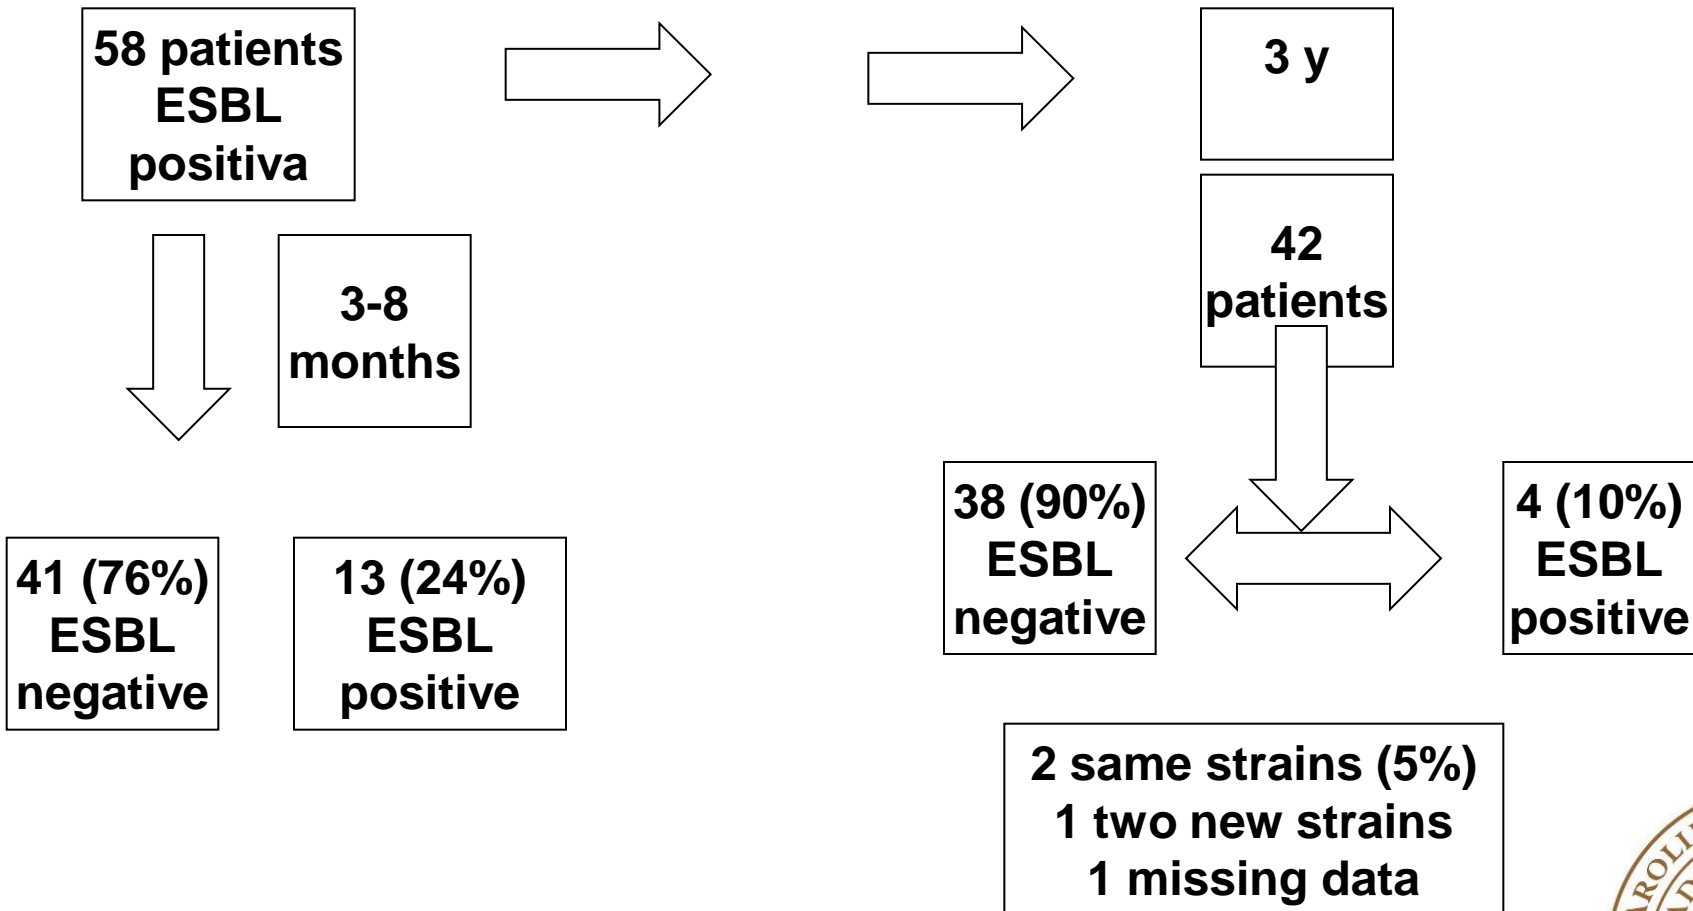 58 patients
ESBL
positiva
3 y
42
patients
3-8
months
38 (90%)
ESBL
negative
4 (10%)
ESBL
positive
41 (76%)
ESBL
negative
13 (24%)
ESBL
positive
2 same strains (5%)
1 two new strains
1 missing data